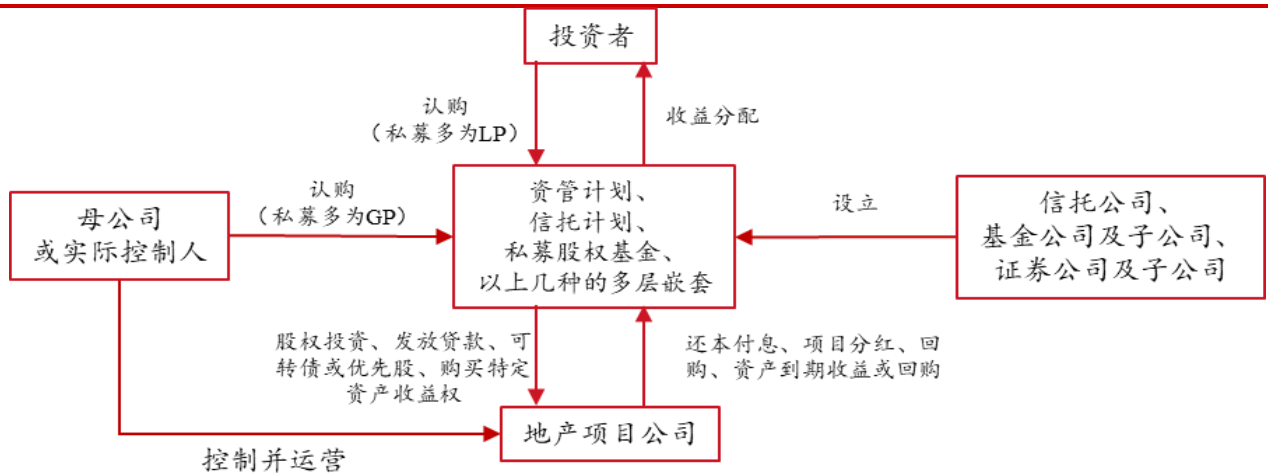 投资者
认购
（私募多为LP）
收益分配
母公司
或实际控制人
认购
（私募多为GP）
资管计划、
信托计划、
私募股权基金、
以上几种的多层嵌套
设立
信托公司、
基金公司及子公司、
证券公司及子公司
股权投资、发放贷款、可
转债或优先股、购买特定
资产收益权
还本付息、项目分红、回
购、资产到期收益或回购
地产项目公司
控制并运营